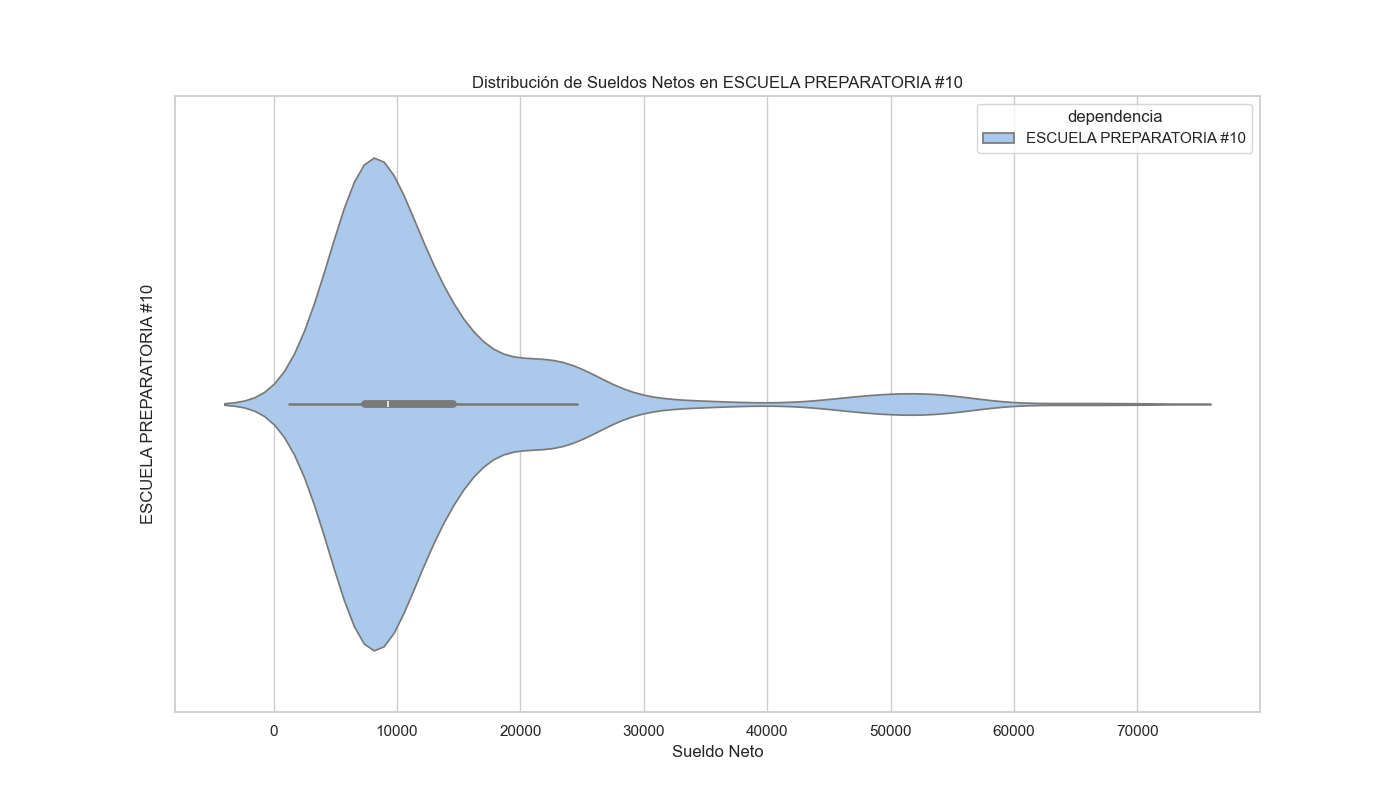 Distribución de Sueldos Netos en ESCUELA PREPARATORIA #10
dependencia
ESCUELA PREPARATORIA #10
ESCUELA PREPARATORIA #10
0 10000 20000 30000 40000 50000 60000 70000
Sueldo Neto